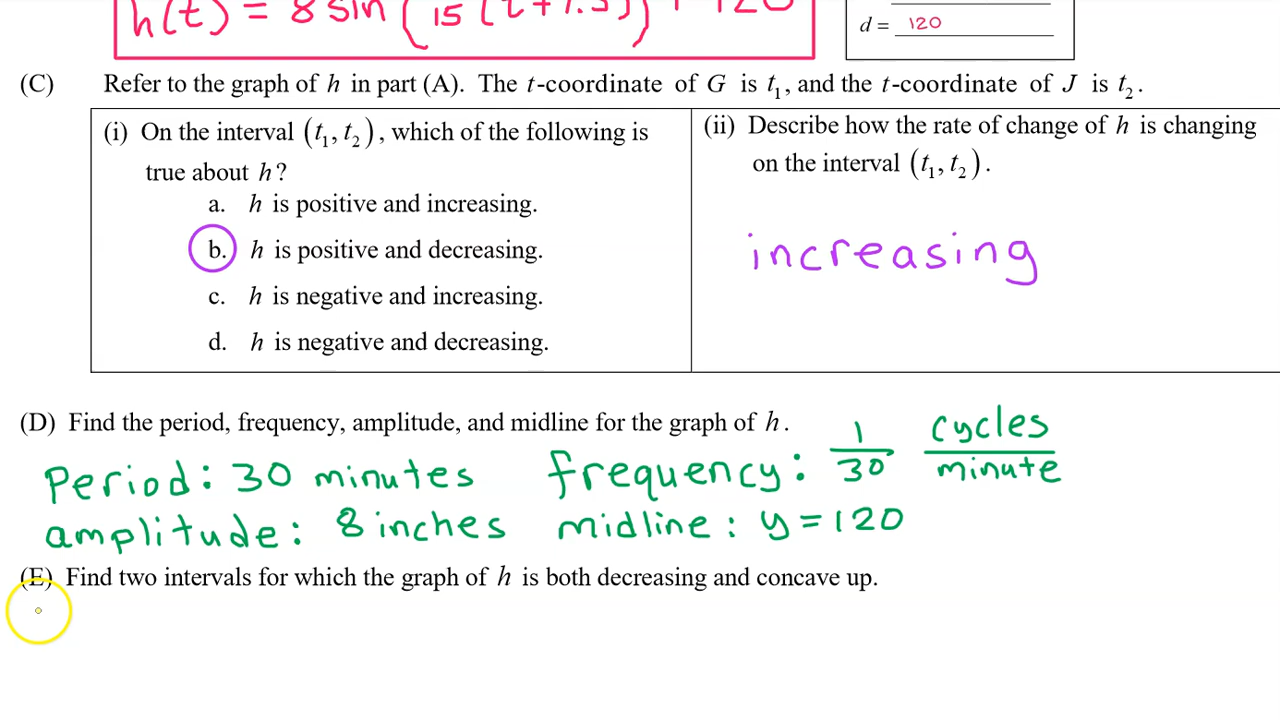 h(t) = 8 sin ( 15 (t + 7.5) ) + 120
d = 120
(C) Refer to the graph of h in part (A). The t-coordinate of G is t₁, and the t-coordinate of J is t₂.
(i) On the interval (t₁, t₂), which of the following is
true about h?
a. h is positive and increasing.
b. h is positive and decreasing.
c. h is negative and increasing.
d. h is negative and decreasing.
(ii) Describe how the rate of change of h is changing
on the interval (t₁, t₂).
increasing
(D) Find the period, frequency, amplitude, and midline for the graph of h.
Period: 30 minutes frequency: 1/30 cycles/minute
amplitude: 8 inches midline: y = 120
(E) Find two intervals for which the graph of h is both decreasing and concave up.